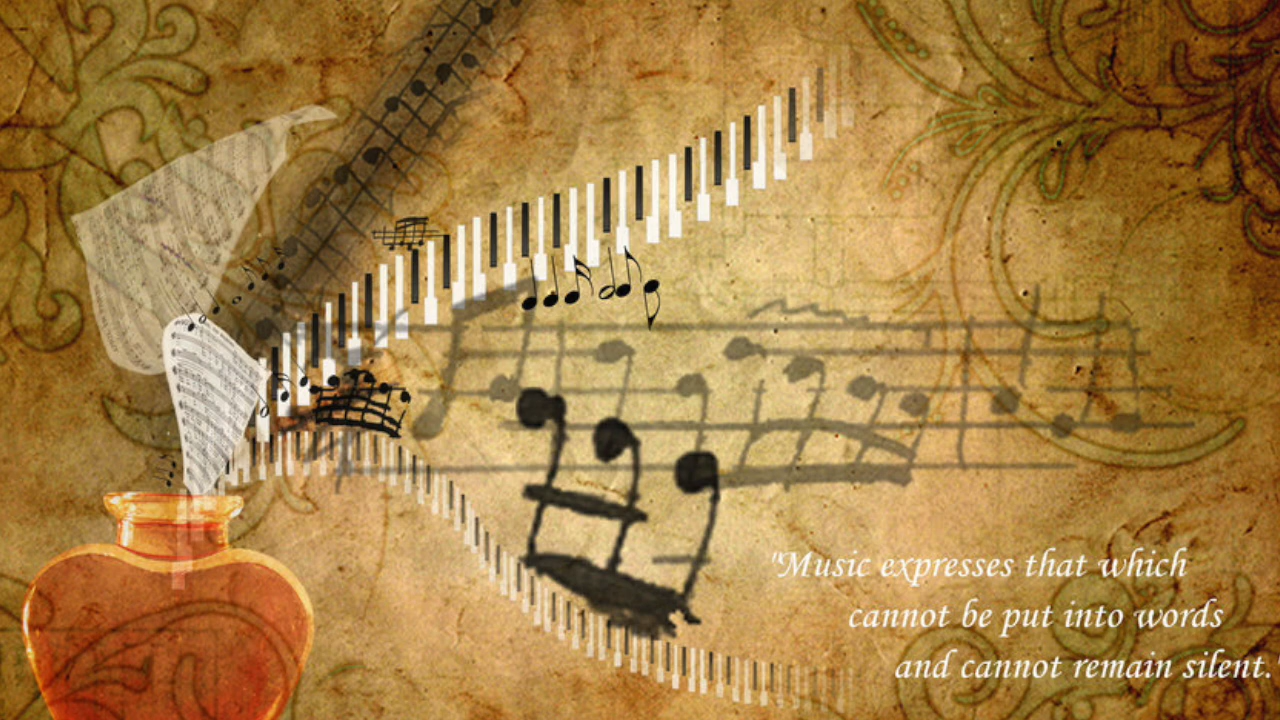 "Music expresses that which
cannot be put into words
and cannot remain silent."